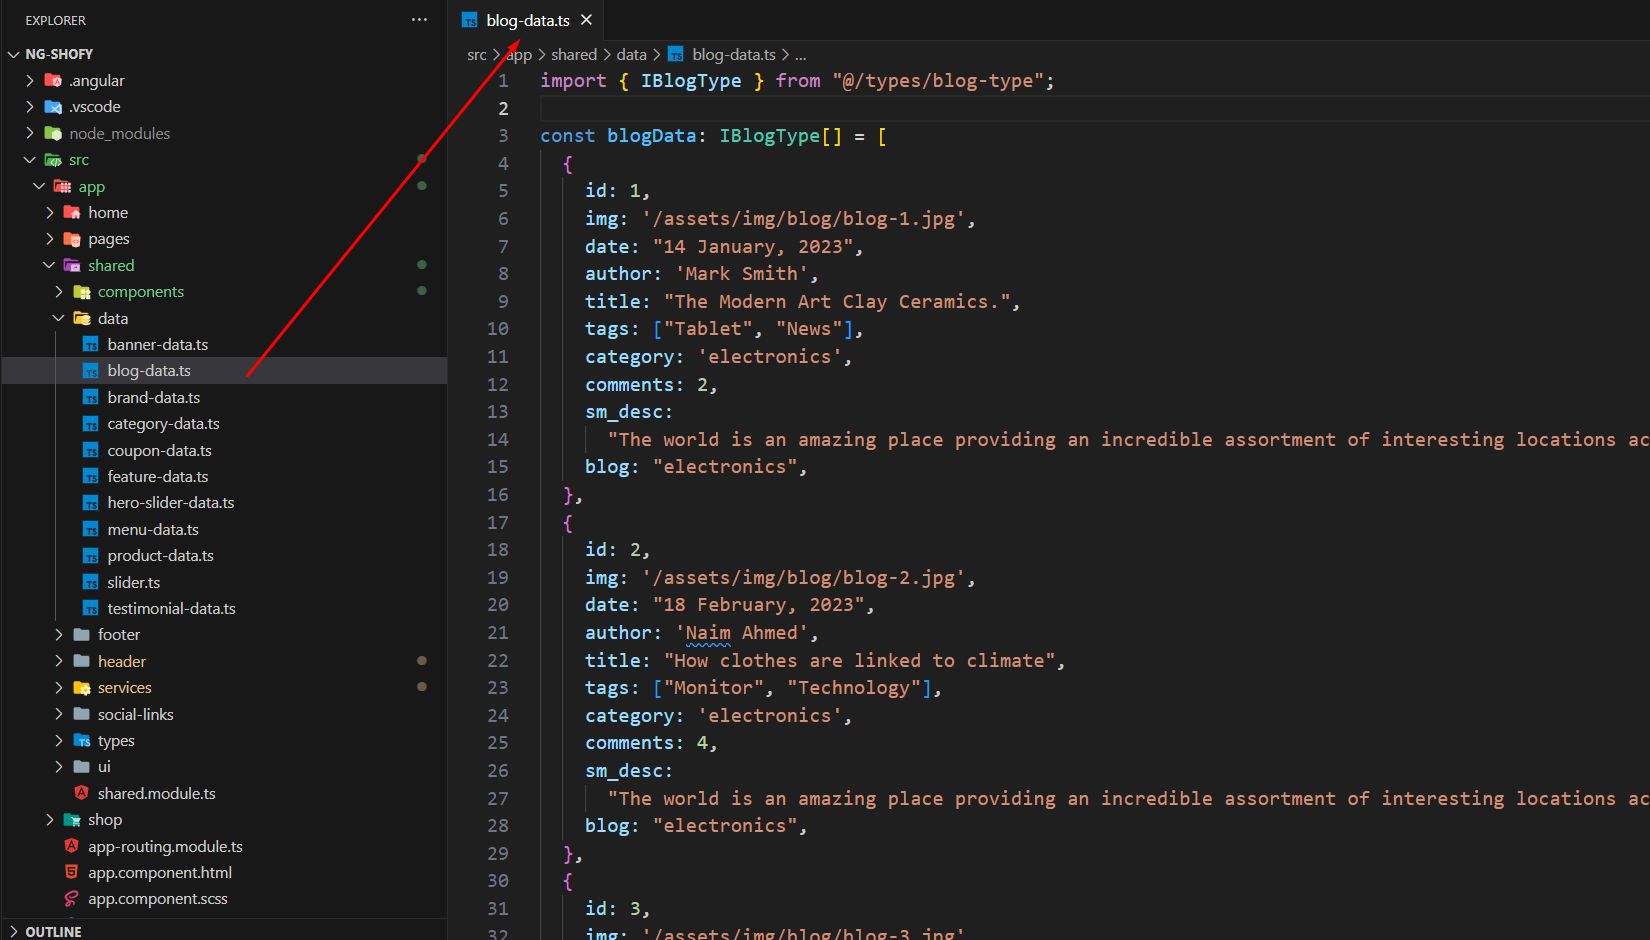 EXPLORER
NG-SHOFY
.angular
.vscode
node_modules
src
app
home
pages
shared
components
data
banner-data.ts
blog-data.ts
brand-data.ts
category-data.ts
coupon-data.ts
feature-data.ts
hero-slider-data.ts
menu-data.ts
product-data.ts
slider.ts
testimonial-data.ts
footer
header
services
social-links
types
ui
shared.module.ts
shop
app-routing.module.ts
app.component.html
app.component.scss
OUTLINE
blog-data.ts
src > app > shared > data > blog-data.ts > ...
1 import { IBlogType } from "@/types/blog-type";
2
3 const blogData: IBlogType[] = [
4 {
5 id: 1,
6 img: '/assets/img/blog/blog-1.jpg',
7 date: "14 January, 2023",
8 author: 'Mark Smith',
9 title: "The Modern Art Clay Ceramics.",
10 tags: ["Tablet", "News"],
11 category: 'electronics',
12 comments: 2,
13 sm_desc:
14 "The world is an amazing place providing an incredible assortment of interesting locations ac
15 blog: "electronics",
16 },
17 {
18 id: 2,
19 img: '/assets/img/blog/blog-2.jpg',
20 date: "18 February, 2023",
21 author: 'Naim Ahmed',
22 title: "How clothes are linked to climate",
23 tags: ["Monitor", "Technology"],
24 category: 'electronics',
25 comments: 4,
26 sm_desc:
27 "The world is an amazing place providing an incredible assortment of interesting locations ac
28 blog: "electronics",
29 },
30 {
31 id: 3,
32 img: '/assets/img/blog/blog-3.jpg'